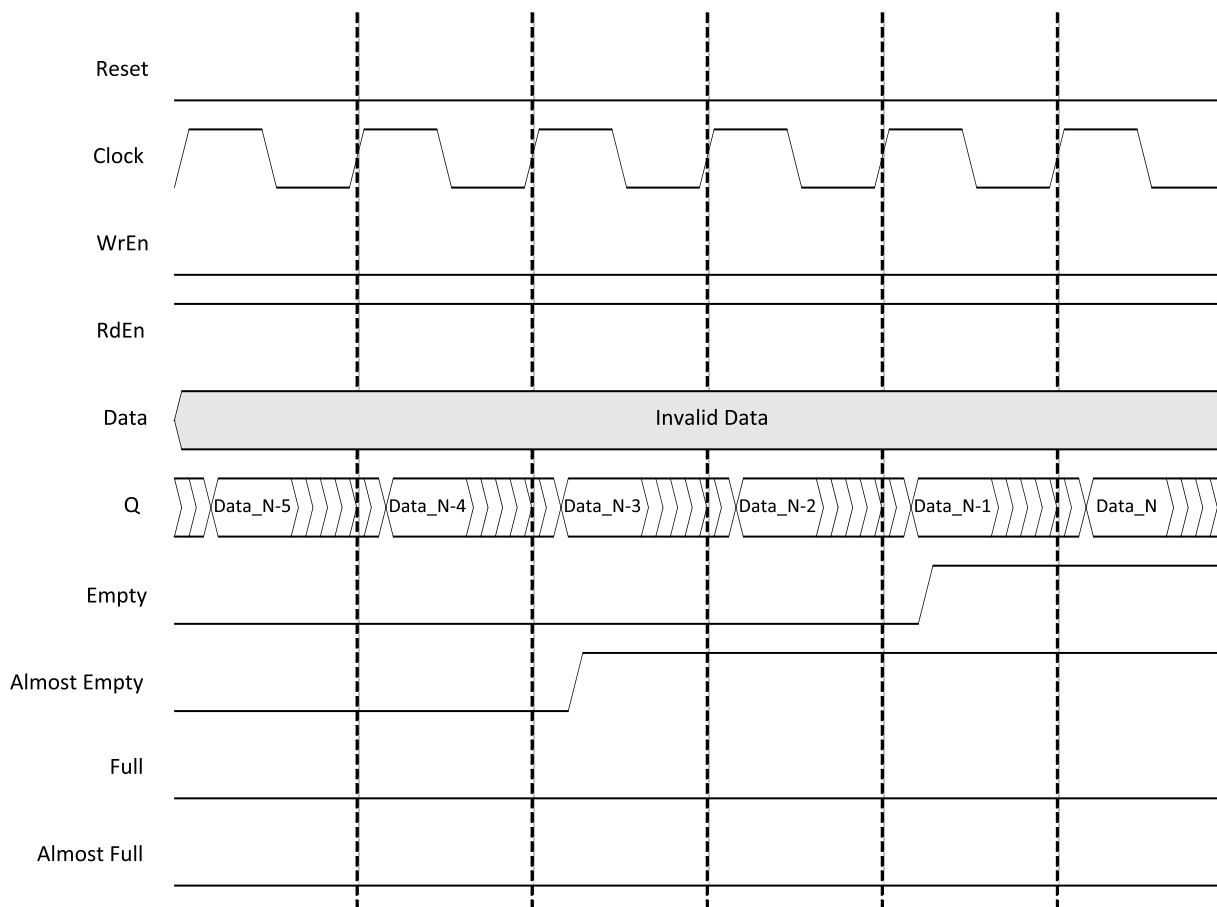 Reset
Clock
WrEn
RdEn
Data
Invalid Data
Q
Data_N-5
Data_N-4
Data_N-3
Data_N-2
Data_N-1
Data_N
Empty
Almost Empty
Full
Almost Full